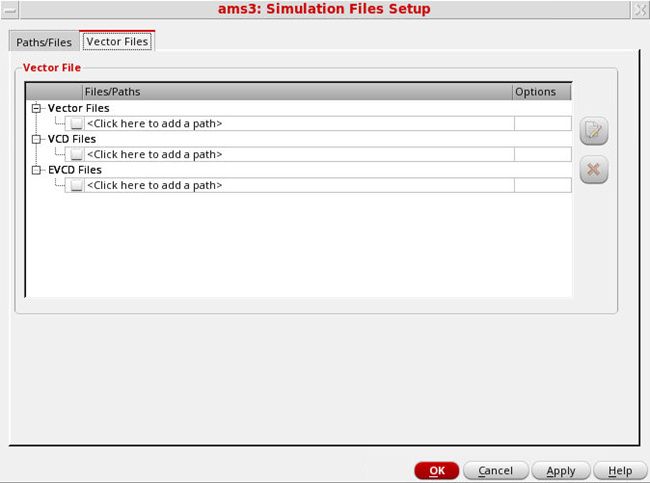 ams3: Simulation Files Setup
Paths/Files Vector Files
Vector File
Files/Paths Options
Vector Files
<Click here to add a path>
VCD Files
<Click here to add a path>
EVCD Files
<Click here to add a path>
OK Cancel Apply Help